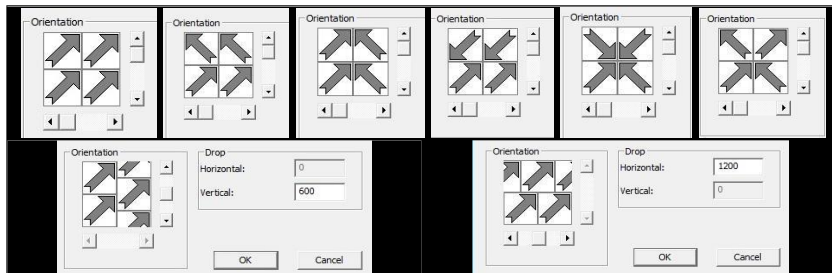 Orientation
Orientation
Orientation
Orientation
Orientation
Orientation
Orientation
Drop
Horizontal: 0
Vertical: 600
OK Cancel
Orientation
Drop
Horizontal: 1200
Vertical: 0
OK Cancel